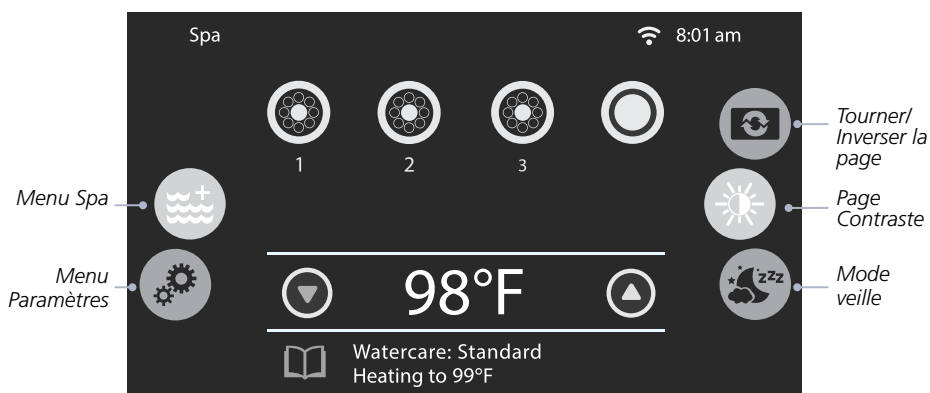 Spa
8:01 am
1
2
3
Tourner/
Inverser la
page
Menu Spa
Page
Contraste
Menu
Paramètres
98°F
zzZ
Mode
veille
Watercare: Standard
Heating to 99°F